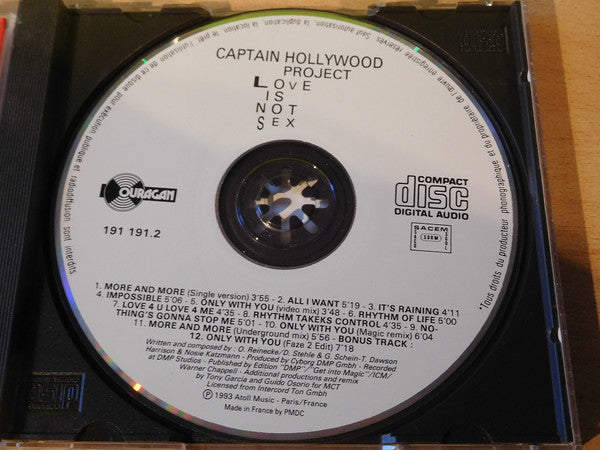 CAPTAIN HOLLYWOOD
PROJECT
LOVE
IS
NOT
SEX
OURAGAN
191 191.2
COMPACT
disc
DIGITAL AUDIO
SACEM
SDRM
1. MORE AND MORE (Single version) 3'55 - 2. ALL I WANT 5'19 - 3. IT'S RAINING 4'11
4. IMPOSSIBLE 5'06 - 5. ONLY WITH YOU (video mix) 3'48 - 6. RHYTHM OF LIFE 5'00
7. LOVE 4 U LOVE 4 ME 4'35 - 8. RHYTHM TAKEKS CONTROL 4'35 - 9. NO-
THING'S GONNA STOP ME 5'01 - 10. ONLY WITH YOU (Magic remix) 6'04
11. MORE AND MORE (Underground mix) 5'56 - BONUS TRACK :
12. ONLY WITH YOU (Faze 2 Edit) 7'18
Written and composed by : O. Reinecke/D. Stehle & G. Schein-T. Dawson
Harrison & Nosie Katzmann - Produced by Cyborg DMP Gmbh - Recorded
at DMP Studios - Published by Edition "DMP"/"Get into Magic"/ICM/
Warner Chappell - Additional productions and remix
by Tony Garcia and Guido Osorio for MCT
Licensed from Intercord Ton Gmbh
℗ 1993 Atoll Music - Paris/France
Made in France by PMDC
*Tous droits du producteur phonographique et du propriétaire de l'œuvre enregistrée réservés. Sauf autorisation, la duplication, la location, le prêt, l'utilisation de ce disque pour exécution publique et radiodiffusion sont interdits